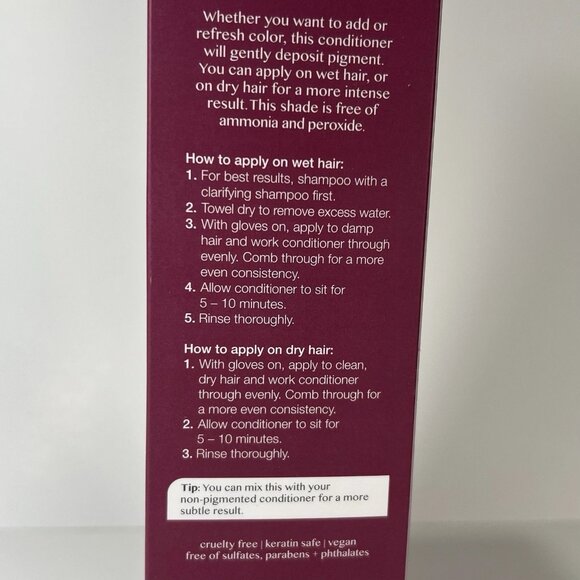 Whether you want to add or
refresh color, this conditioner
will gently deposit pigment.
You can apply on wet hair, or
on dry hair for a more intense
result. This shade is free of
ammonia and peroxide.
How to apply on wet hair:
1. For best results, shampoo with a
clarifying shampoo first.
2. Towel dry to remove excess water.
3. With gloves on, apply to damp
hair and work conditioner through
evenly. Comb through for a more
even consistency.
4. Allow conditioner to sit for
5 – 10 minutes.
5. Rinse thoroughly.
How to apply on dry hair:
1. With gloves on, apply to clean,
dry hair and work conditioner
through evenly. Comb through for
a more even consistency.
2. Allow conditioner to sit for
5 – 10 minutes.
3. Rinse thoroughly.
Tip: You can mix this with your
non-pigmented conditioner for a more
subtle result.
cruelty free | keratin safe | vegan
free of sulfates, parabens + phthalates